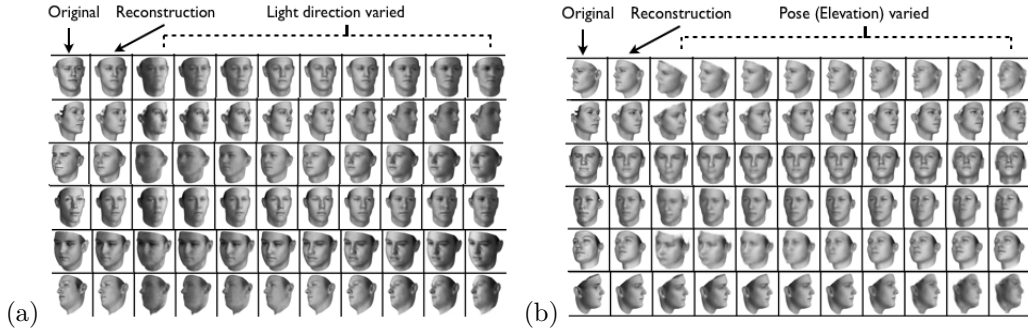 Original
Reconstruction
Light direction varied
(a)
Original
Reconstruction
Pose (Elevation) varied
(b)